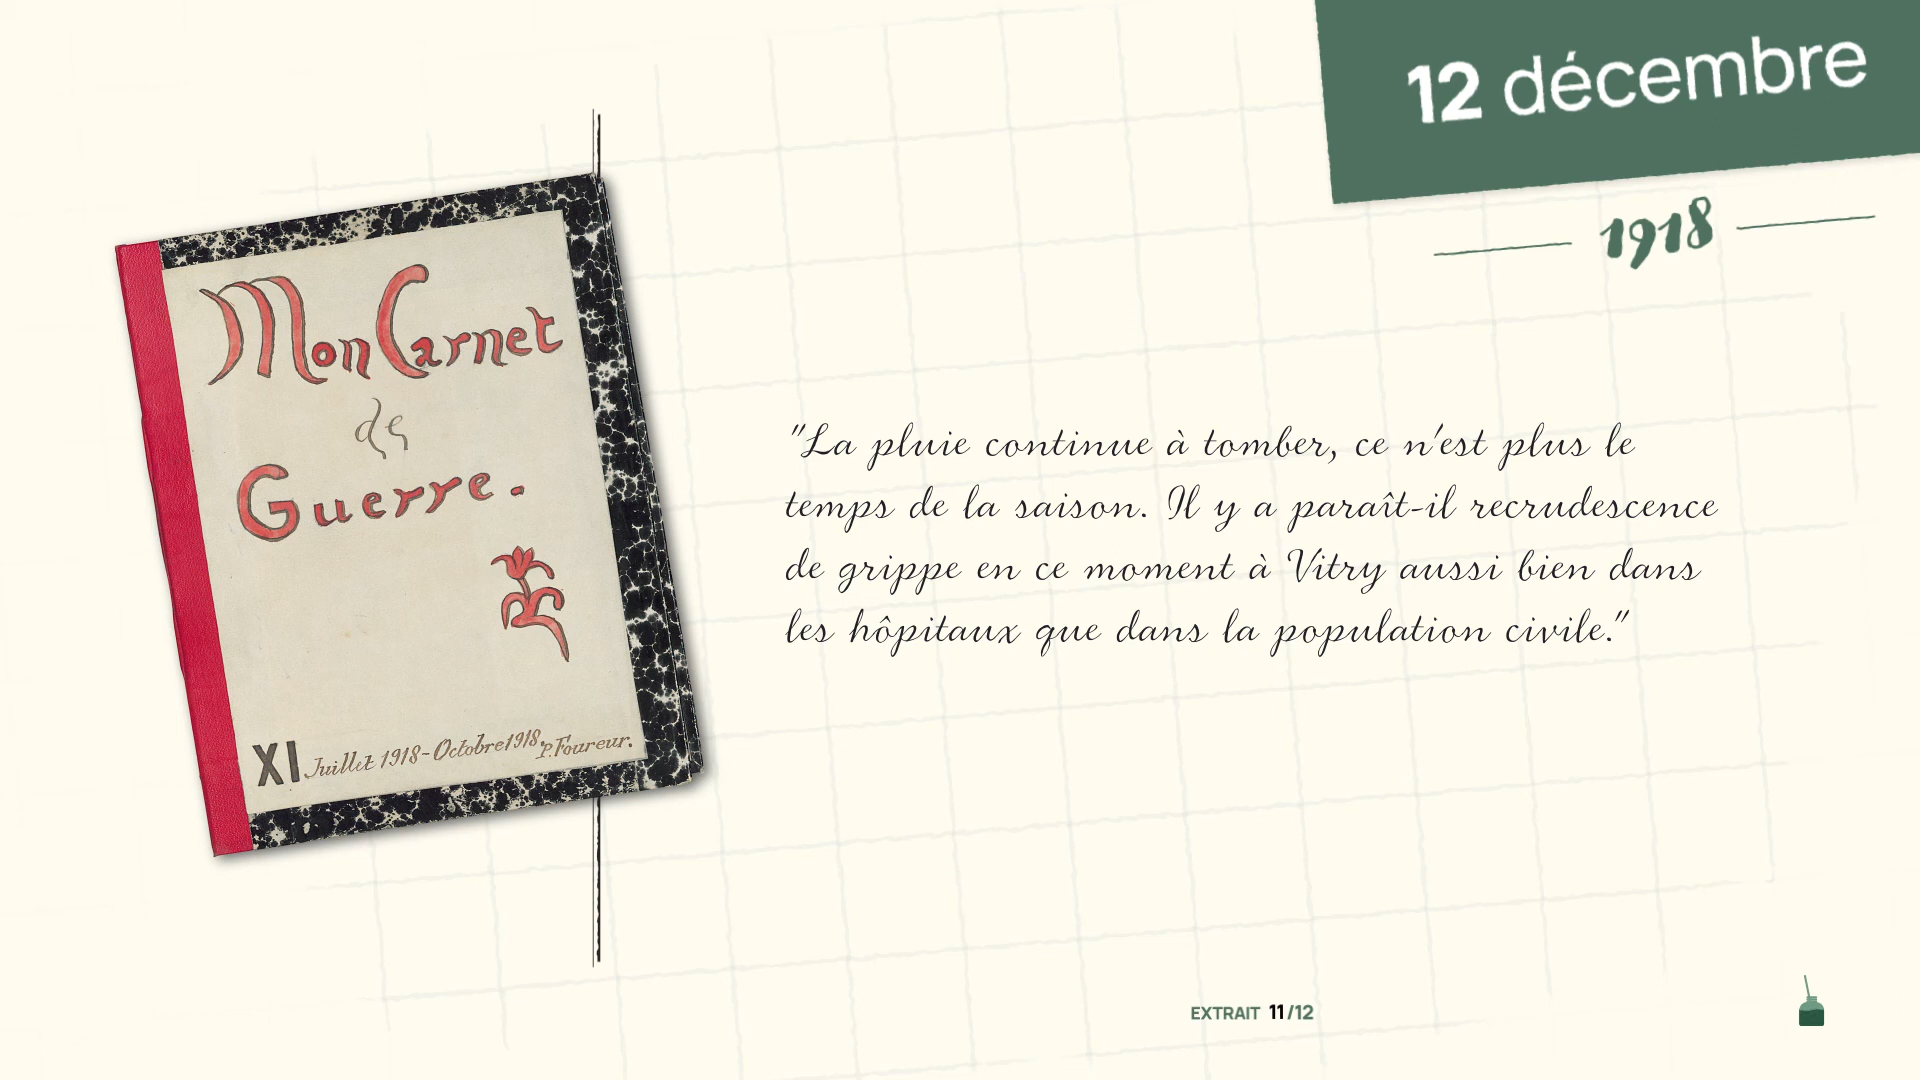 12 décembre
1918
Mon Carnet
de
Guerre.
XI Juillet 1918-Octobre 1918. P. Foureur.
"La pluie continue à tomber, ce n'est plus le
temps de la saison. Il y a paraît-il recrudescence
de grippe en ce moment à Vitry aussi bien dans
les hôpitaux que dans la population civile."
EXTRAIT 11/12